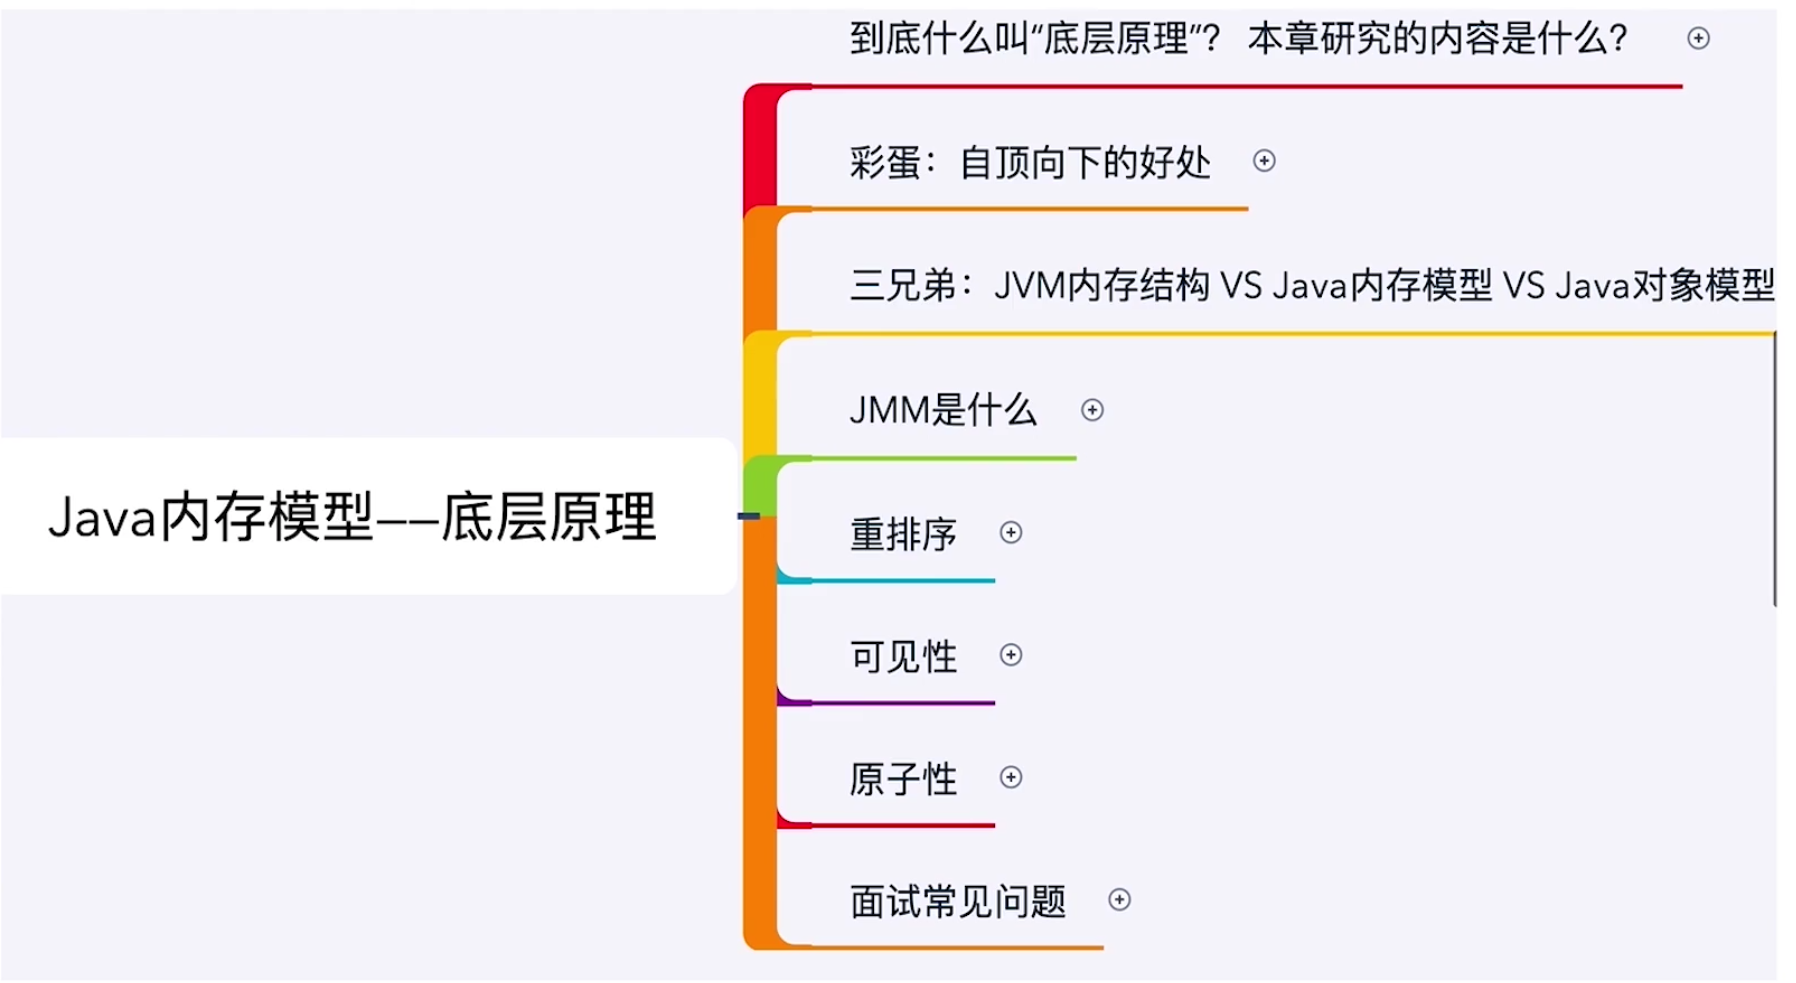 到底什么叫“底层原理”? 本章研究的内容是什么?
彩蛋：自顶向下的好处
三兄弟：JVM内存结构 VS Java内存模型 VS Java对象模型
JMM是什么
Java内存模型——底层原理
重排序
可见性
原子性
面试常见问题